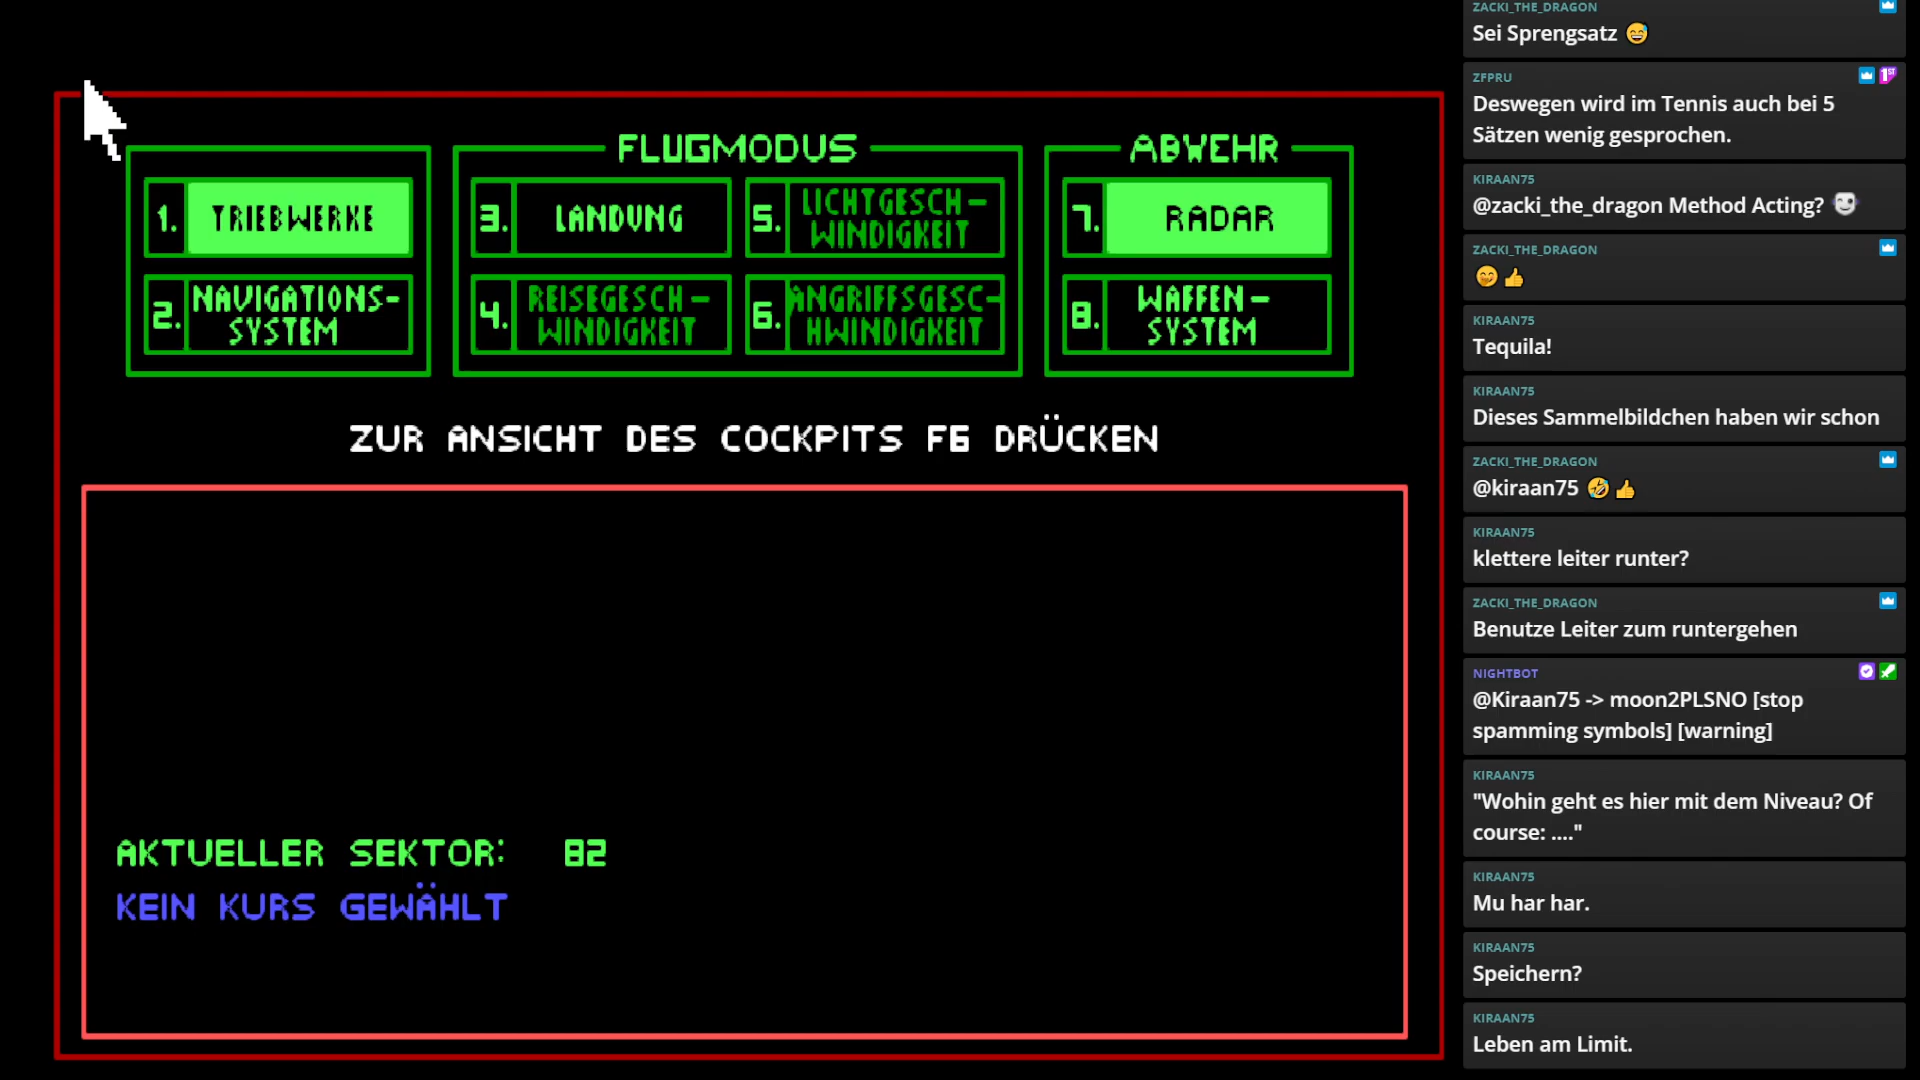 FLUGMODUS
ABWEHR
1. TRIEBWERKE
3. LANDUNG
5. LICHTGESCH-
WINDIGKEIT
7. RADAR
2. NAVIGATIONS-
SYSTEM
4. REISEGESCH-
WINDIGKEIT
6. ANGRIFFSGESC-
HWINDIGKEIT
8. WAFFEN-
SYSTEM
ZUR ANSICHT DES COCKPITS F6 DRÜCKEN
AKTUELLER SEKTOR: 82
KEIN KURS GEWÄHLT
ZACKI_THE_DRAGON
Sei Sprengsatz 😅
ZFPRU
1ST
Deswegen wird im Tennis auch bei 5
Sätzen wenig gesprochen.
KIRAAN75
@zacki_the_dragon Method Acting?
ZACKI_THE_DRAGON
🤭👍
KIRAAN75
Tequila!
KIRAAN75
Dieses Sammelbildchen haben wir schon
ZACKI_THE_DRAGON
@kiraan75 🤣👍
KIRAAN75
klettere leiter runter?
ZACKI_THE_DRAGON
Benutze Leiter zum runtergehen
NIGHTBOT
@Kiraan75 -> moon2PLSNO [stop
spamming symbols] [warning]
KIRAAN75
"Wohin geht es hier mit dem Niveau? Of
course: ...."
KIRAAN75
Mu har har.
KIRAAN75
Speichern?
KIRAAN75
Leben am Limit.